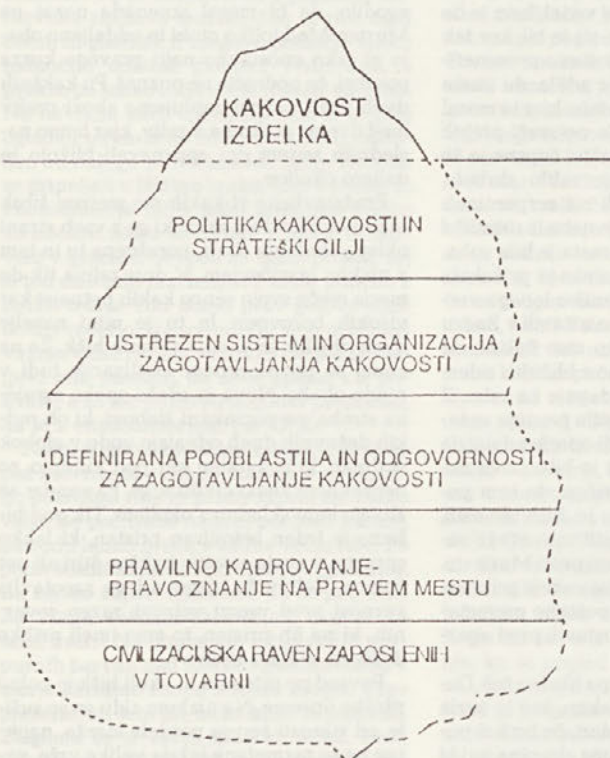 KAKOVOST
IZDELKA
POLITIKA KAKOVOSTI IN
STRATEŠKI CILJI
USTREZEN SISTEM IN ORGANIZACIJA
ZAGOTAVLJANJA KAKOVOSTI
DEFINIRANA POOBLASTILA IN ODGOVORNOSTI
ZA ZAGOTAVLJANJE KAKOVOSTI
PRAVILNO KADROVANJE-
PRAVO ZNANJE NA PRAVEM MESTU
CIVILIZACIJSKA RAVEN ZAPOSLENIH
V TOVARNI